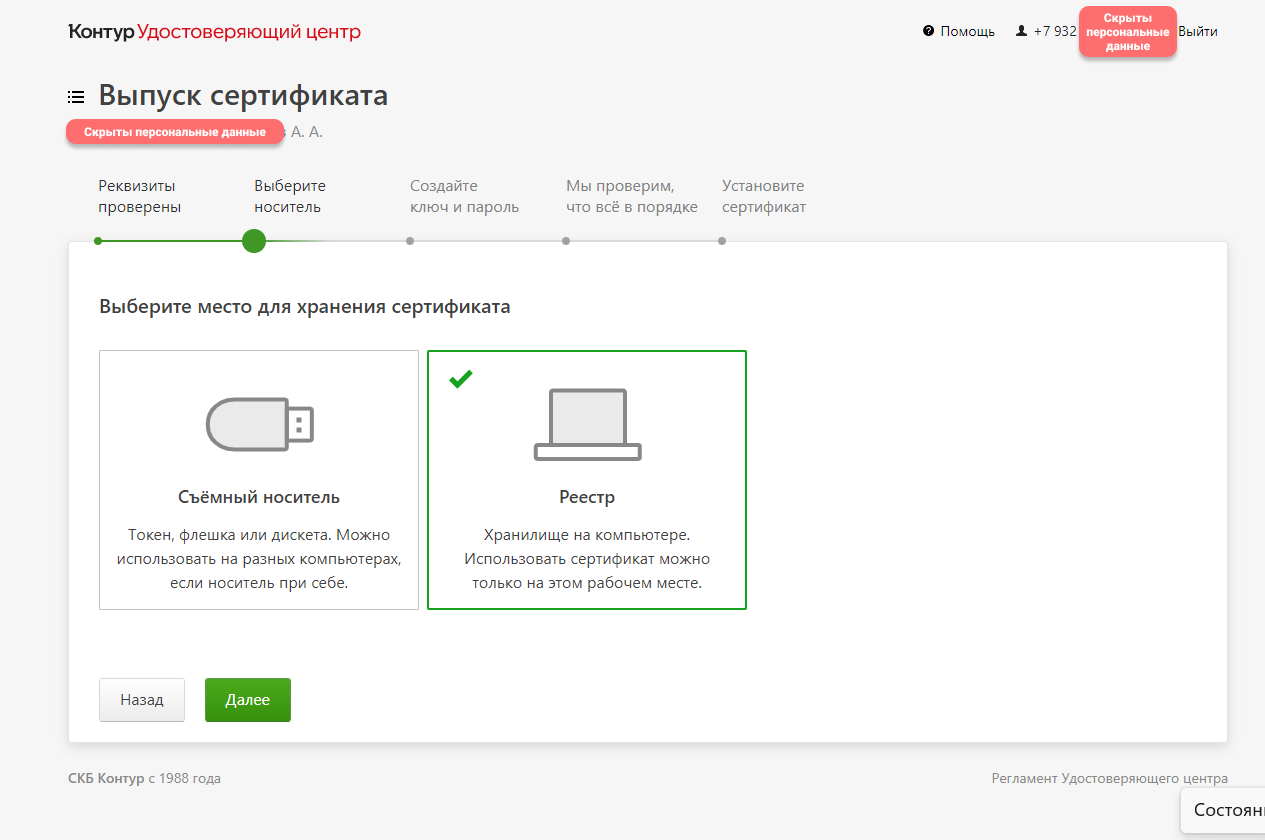 Контур Удостоверяющий центр
Помощь
+7 932
Скрыты
персональные
данные
Выйти
Выпуск сертификата
Скрыты персональные данные
А. А.
Реквизиты
проверены
Выберите
носитель
Создайте
ключ и пароль
Мы проверим,
что всё в порядке
Установите
сертификат
Выберите место для хранения сертификата
Съёмный носитель
Токен, флешка или дискета. Можно
использовать на разных компьютерах,
если носитель при себе.
Реестр
Хранилище на компьютере.
Использовать сертификат можно
только на этом рабочем месте.
Назад
Далее
СКБ Контур с 1988 года
Регламент Удостоверяющего центра